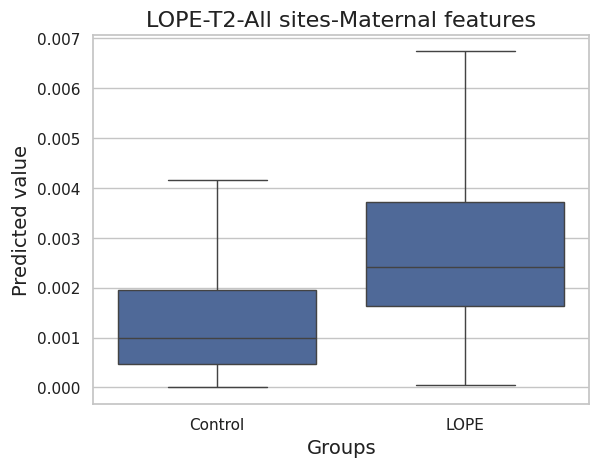 LOPE-T2-All sites-Maternal features
0.007
0.006
0.005
0.004
0.003
0.002
0.001
0.000
Predicted value
Control LOPE
Groups